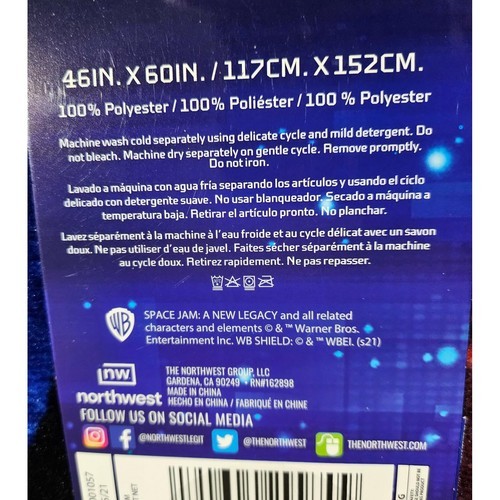 46IN. X 60IN. / 117CM. X 152CM.
100% Polyester / 100% Poliéster / 100 % Polyester
Machine wash cold separately using delicate cycle and mild detergent. Do
not bleach. Machine dry separately on gentle cycle. Remove promptly.
Do not iron.
Lavado a máquina con agua fría separando los artículos y usando el ciclo
delicado con detergente suave. No usar blanqueador. Secado a máquina a
temperatura baja. Retirar el artículo pronto. No planchar.
Lavez séparément à la machine à l'eau froide et au cycle délicat avec un savon
doux. Ne pas utiliser d'eau de javel. Faites sécher séparément à la machine
au cycle doux. Retirez rapidement. Ne pas repasser.
WB
SPACE JAM: A NEW LEGACY and all related
characters and elements © & ™ Warner Bros.
Entertainment Inc. WB SHIELD: © & ™ WBEI. (s21)
nw
northwest
THE NORTHWEST GROUP, LLC
GARDENA, CA 90249 • RN#162898
MADE IN CHINA
HECHO EN CHINA / FABRIQUÉ EN CHINE
FOLLOW US ON SOCIAL MEDIA
@NORTHWESTLEGIT
@THENORTHWEST
THENORTHWEST.COM